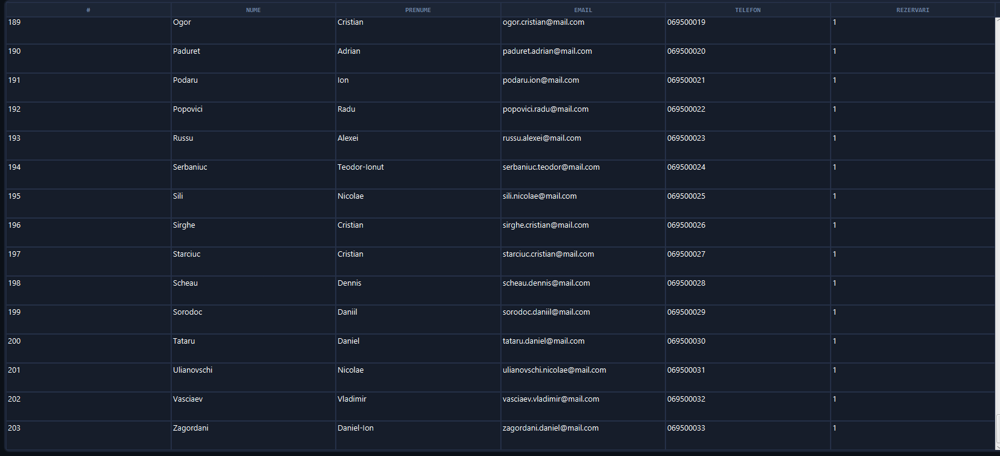 # NUME PRENUME EMAIL TELEFON REZERVARI
189 Ogor Cristian ogor.cristian@mail.com 069500019 1
190 Paduret Adrian paduret.adrian@mail.com 069500020 1
191 Podaru Ion podaru.ion@mail.com 069500021 1
192 Popovici Radu popovici.radu@mail.com 069500022 1
193 Russu Alexei russu.alexei@mail.com 069500023 1
194 Serbaniuc Teodor-Ionut serbaniuc.teodor@mail.com 069500024 1
195 Sili Nicolae sili.nicolae@mail.com 069500025 1
196 Sirghe Cristian sirghe.cristian@mail.com 069500026 1
197 Starciuc Cristian starciuc.cristian@mail.com 069500027 1
198 Scheau Dennis scheau.dennis@mail.com 069500028 1
199 Sorodoc Daniil sorodoc.daniil@mail.com 069500029 1
200 Tataru Daniel tataru.daniel@mail.com 069500030 1
201 Ulianovschi Nicolae ulianovschi.nicolae@mail.com 069500031 1
202 Vasciaev Vladimir vasciaev.vladimir@mail.com 069500032 1
203 Zagordani Daniel-Ion zagordani.daniel@mail.com 069500033 1